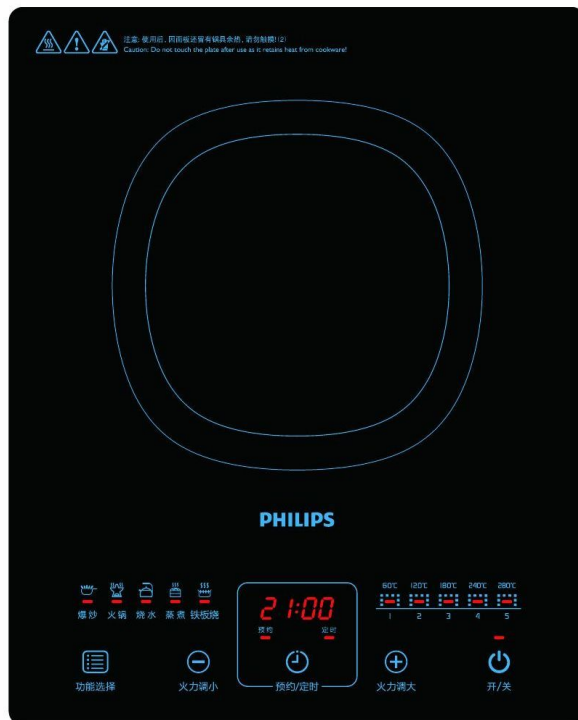 注意: 使用后, 因面板还留有锅具余热, 请勿触摸!(2)
Caution: Do not touch the plate after use as it retains heat from cookware!
PHILIPS
60℃ 120℃ 180℃ 240℃ 280℃
爆炒 火锅 烧水 蒸煮 铁板烧
21:00
预约 定时
1 2 3 4 5
功能选择 火力调小 预约/定时 火力调大 开/关